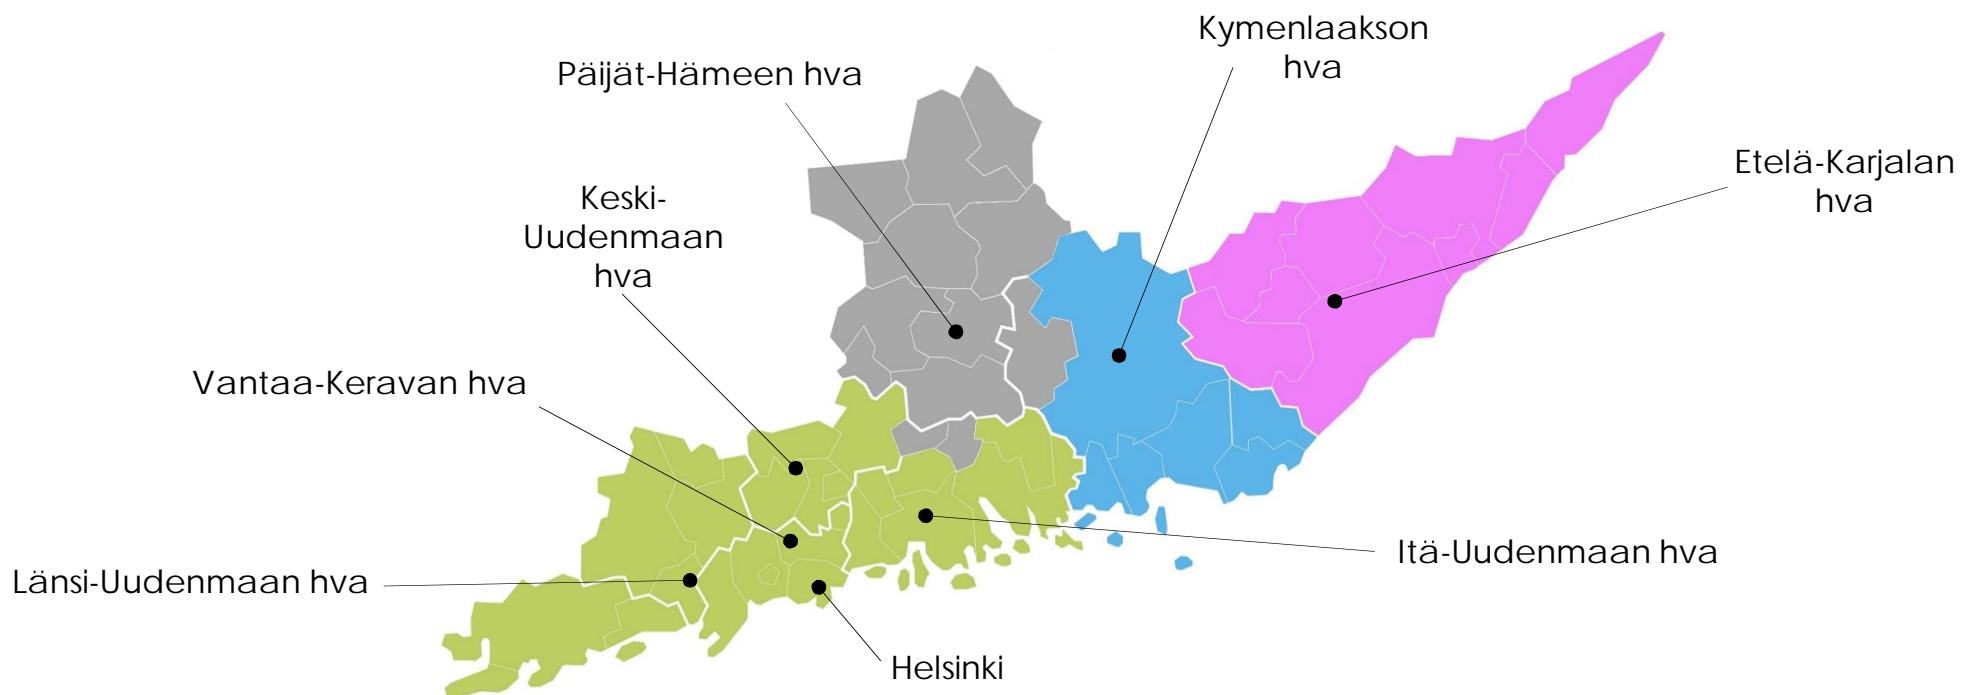 Kymenlaakson
hva
Päijät-Hämeen hva
Etelä-Karjalan
hva
Keski-
Uudenmaan
hva
Vantaa-Keravan hva
Itä-Uudenmaan hva
Länsi-Uudenmaan hva
Helsinki